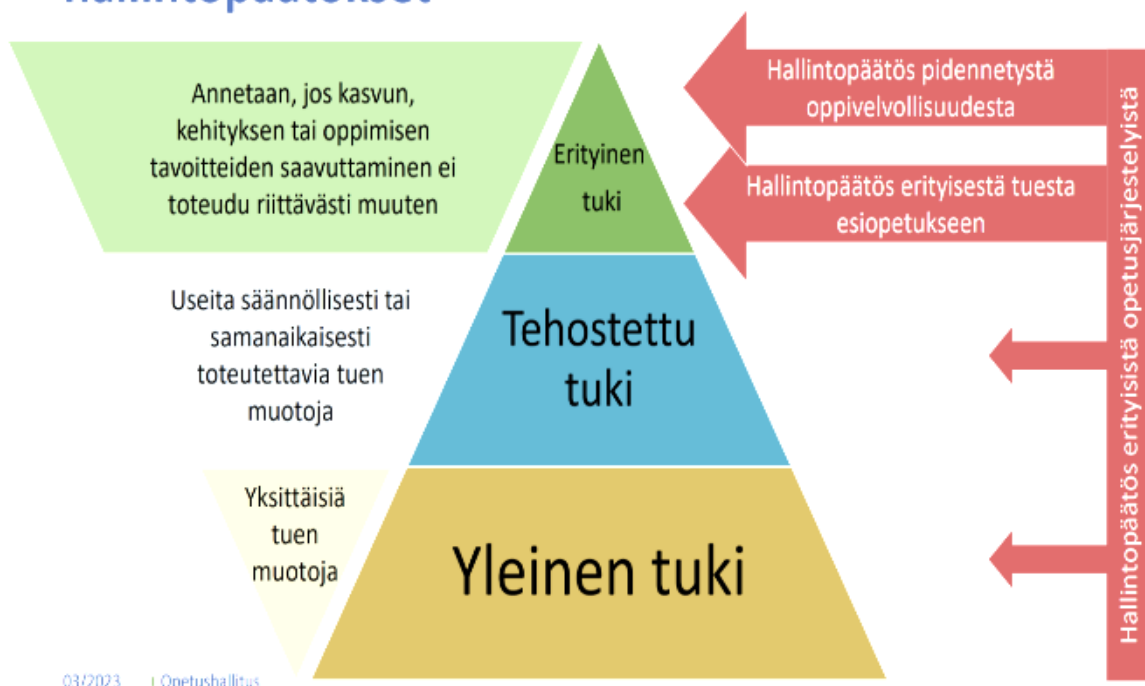 Hallintopäätökset
Annetaan, jos kasvun,
kehityksen tai oppimisen
tavoitteiden saavuttaminen ei
toteudu riittävästi muuten
Erityinen
tuki
Hallintopäätös pidennetystä
oppivelvollisuudesta
Hallintopäätös erityisestä tuesta
esiopetukseen
Useita säännöllisesti tai
samanaikaisesti
toteutettavia tuen
muotoja
Tehostettu
tuki
Yksittäisiä
tuen
muotoja
Yleinen tuki
Hallintopäätös erityisistä opetusjärjestelyistä
03/2023 | Opetushallitus